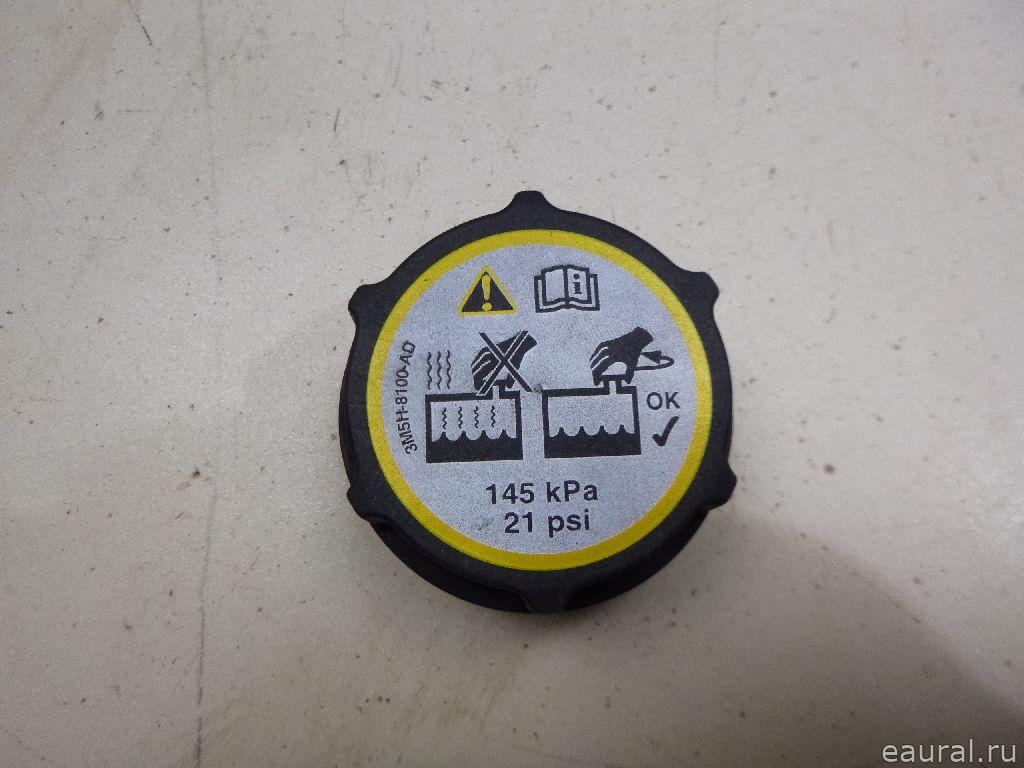 3M5H-8100-AD
OK
145 kPa
21 psi
eaural.ru